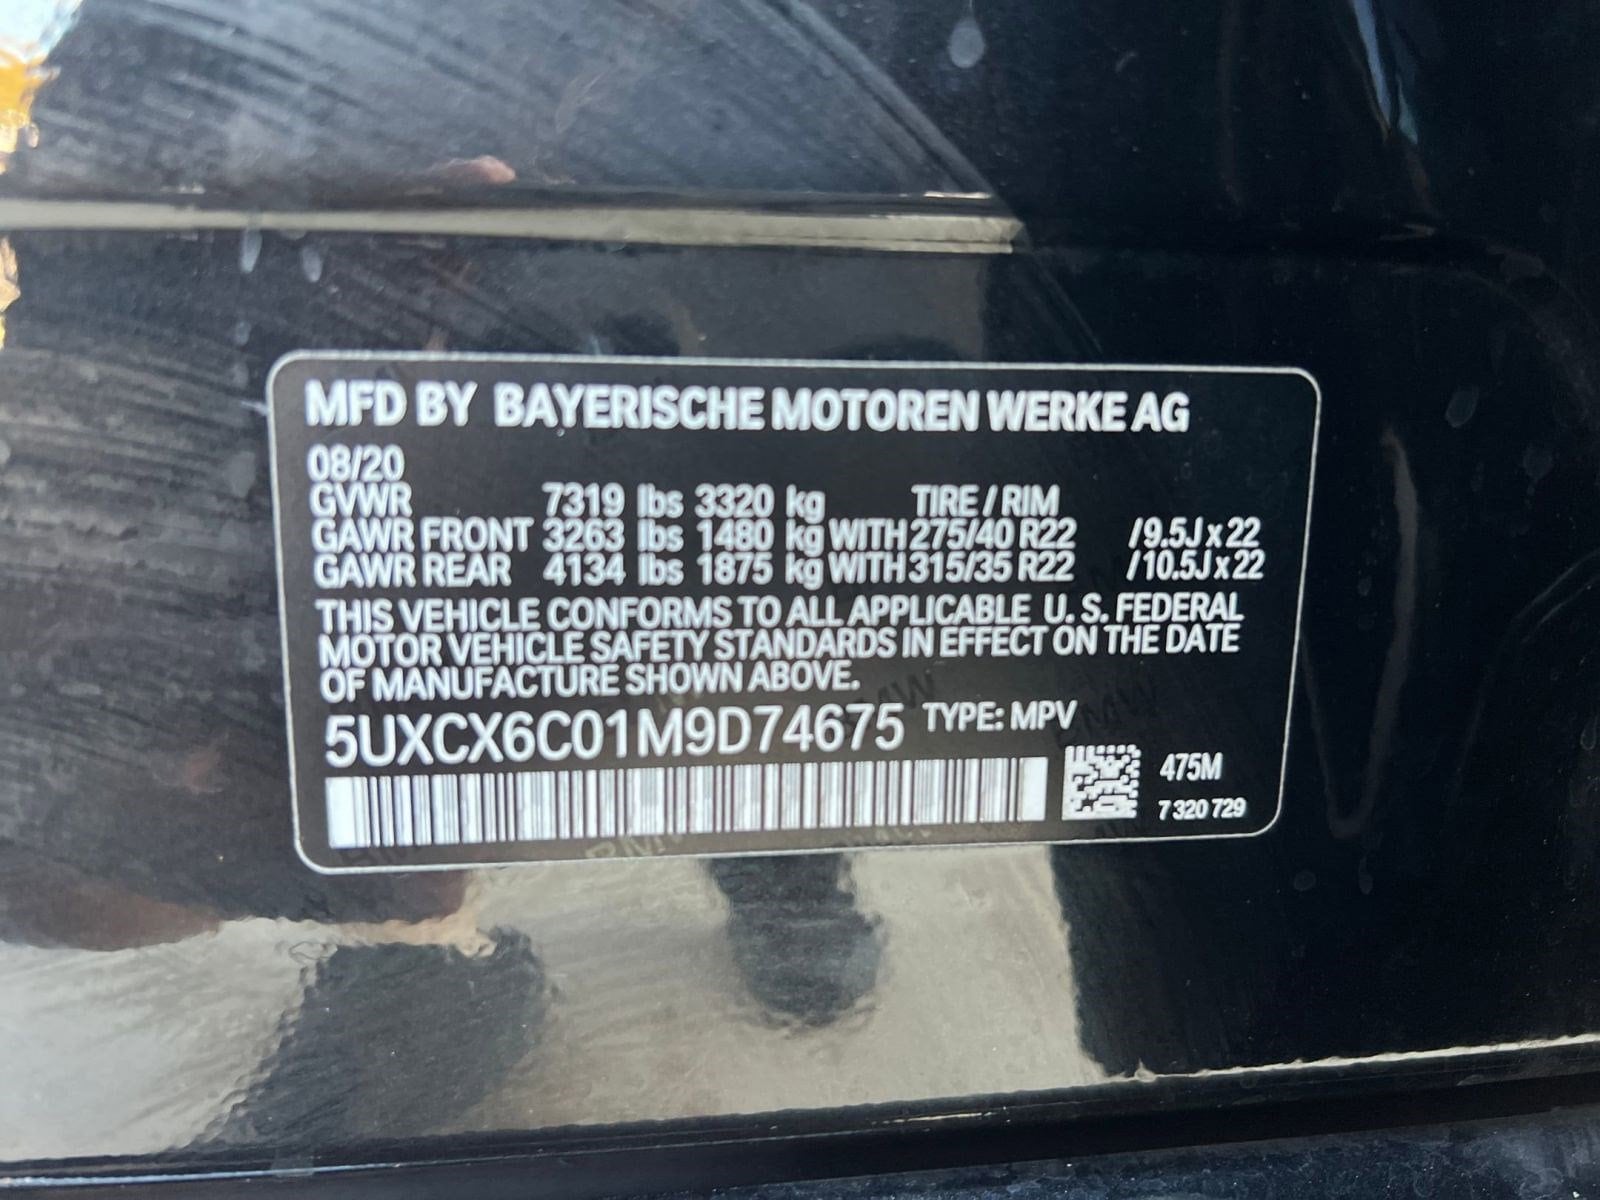 MFD BY BAYERISCHE MOTOREN WERKE AG
08/20
GVWR 7319 lbs 3320 kg TIRE / RIM
GAWR FRONT 3263 lbs 1480 kg WITH 275/40 R22 / 9.5J x 22
GAWR REAR 4134 lbs 1875 kg WITH 315/35 R22 / 10.5J x 22
THIS VEHICLE CONFORMS TO ALL APPLICABLE U. S. FEDERAL
MOTOR VEHICLE SAFETY STANDARDS IN EFFECT ON THE DATE
OF MANUFACTURE SHOWN ABOVE.
5UXCX6C01M9D74675 TYPE: MPV
475M
7 320 729